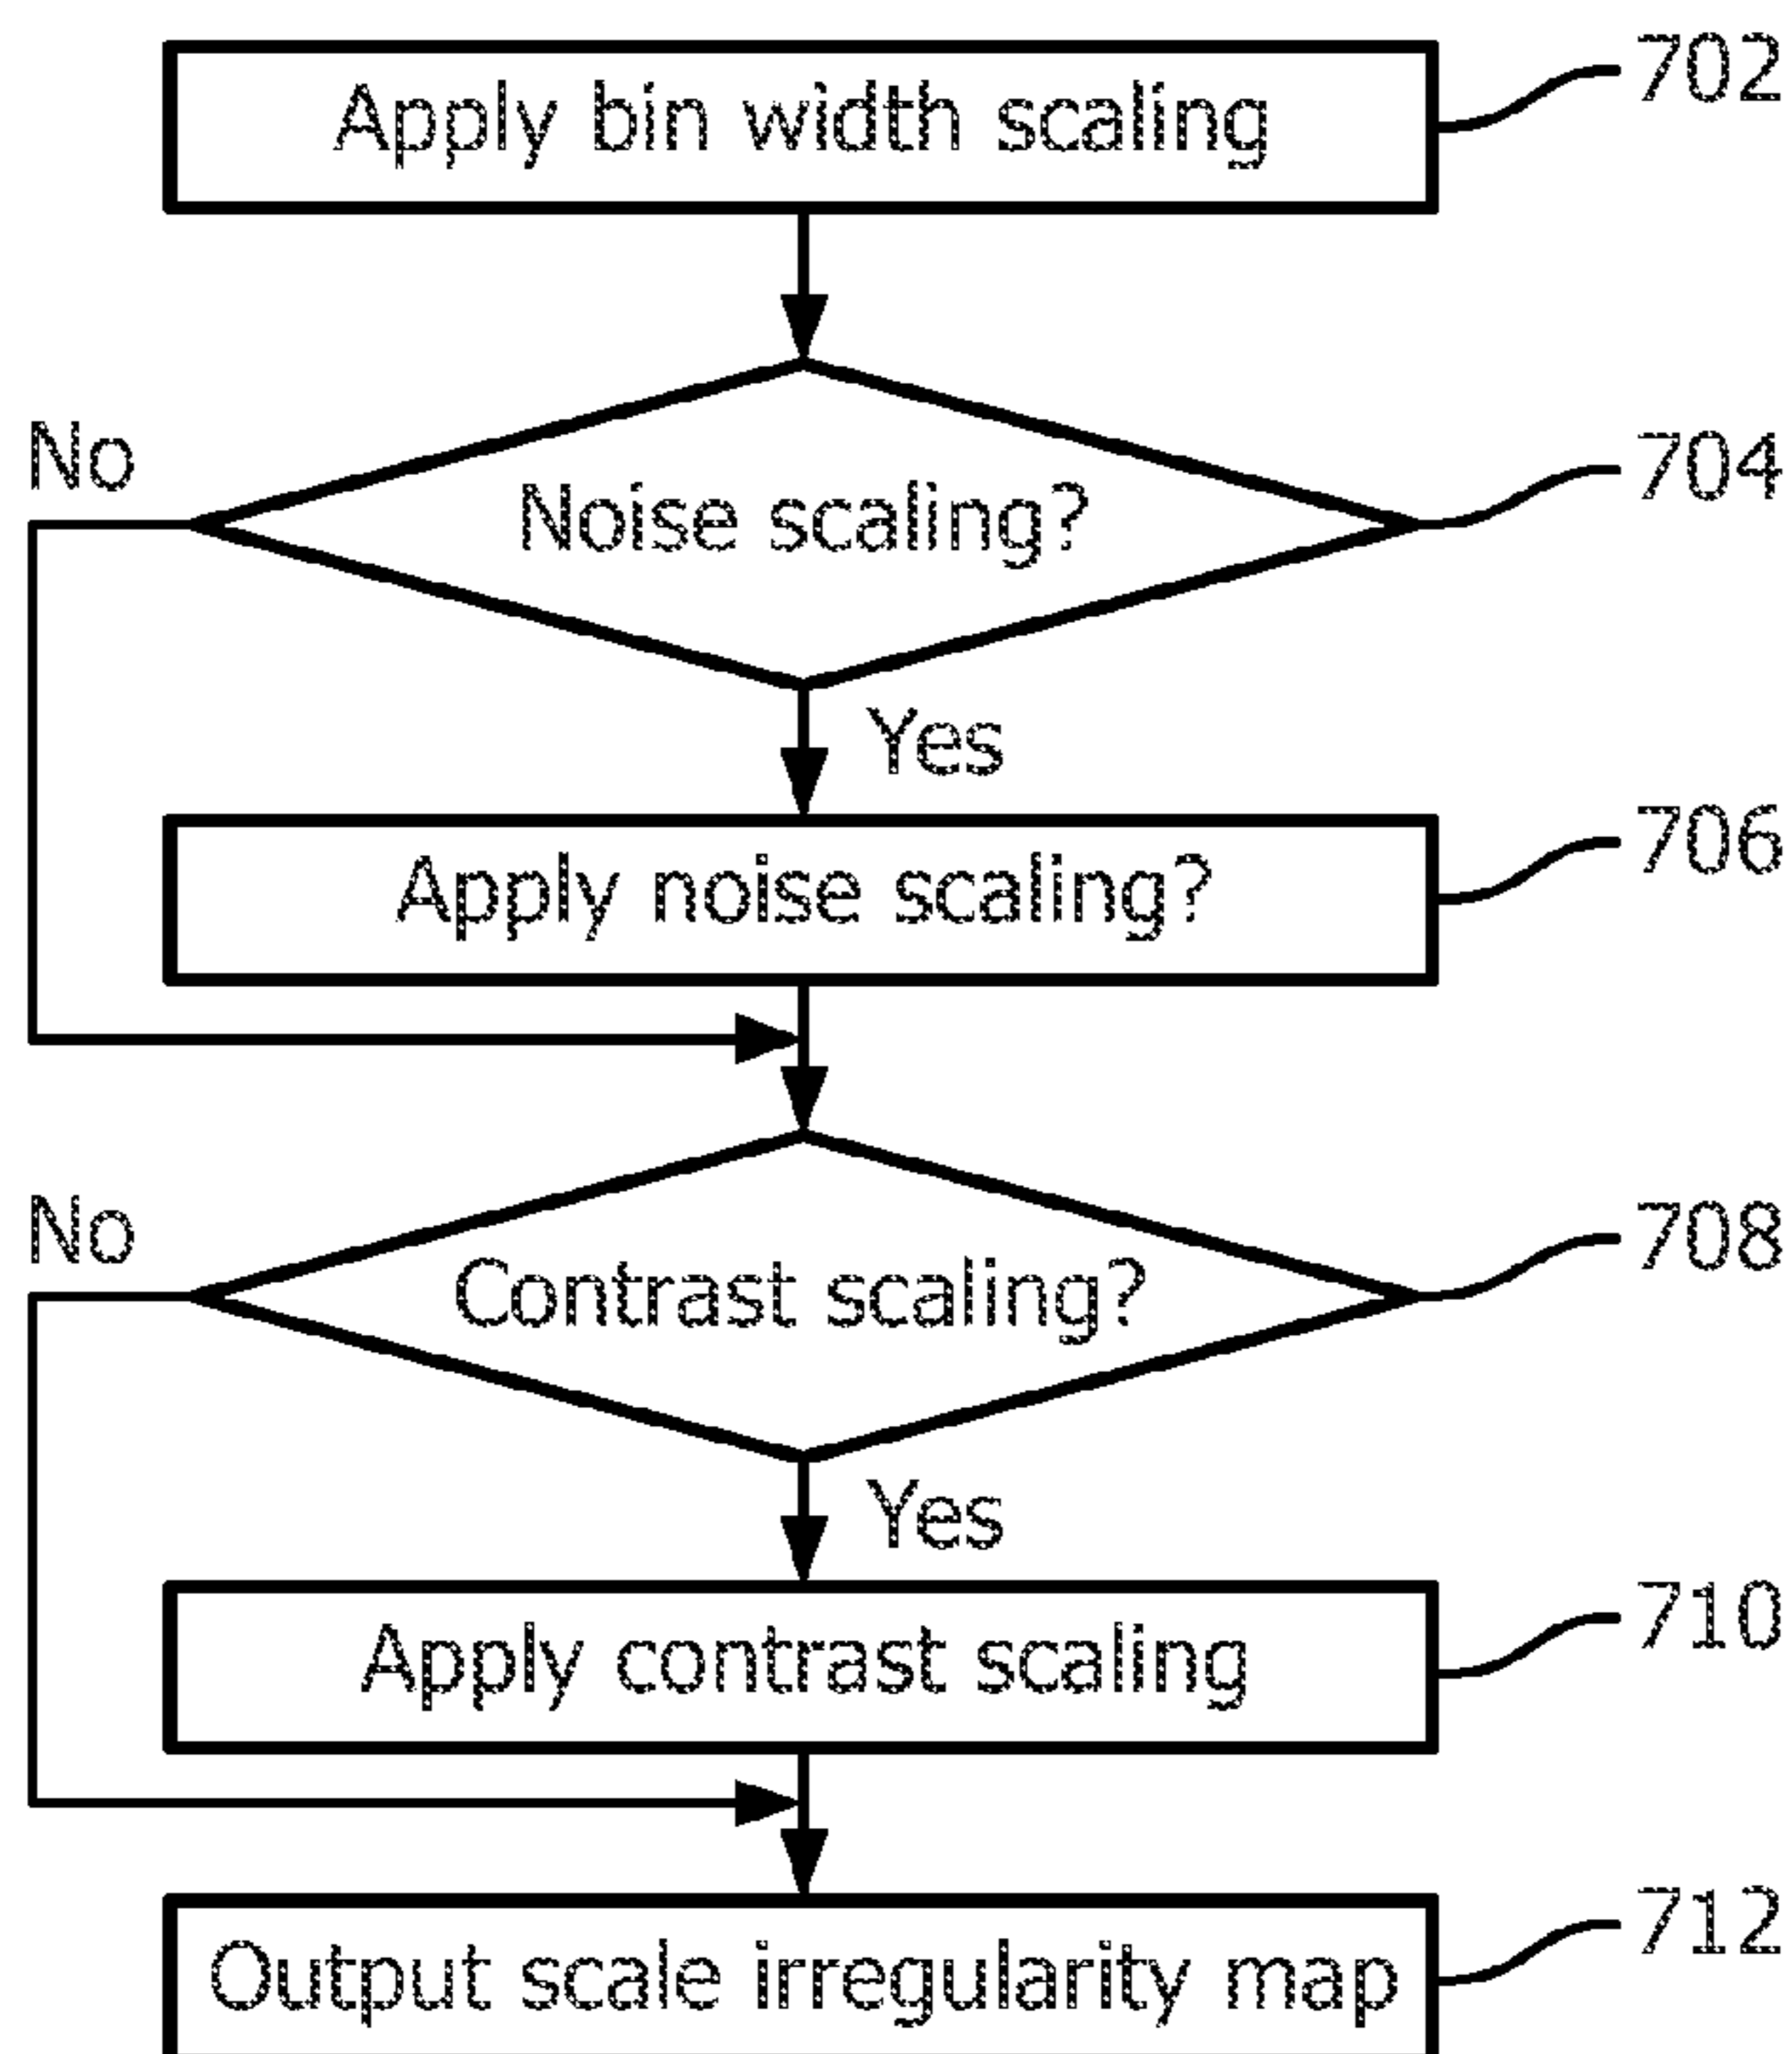 Apply bin width scaling
702
No
Noise scaling?
704
Yes
Apply noise scaling?
706
No
Contrast scaling?
708
Yes
Apply contrast scaling
710
Output scale irregularity map
712